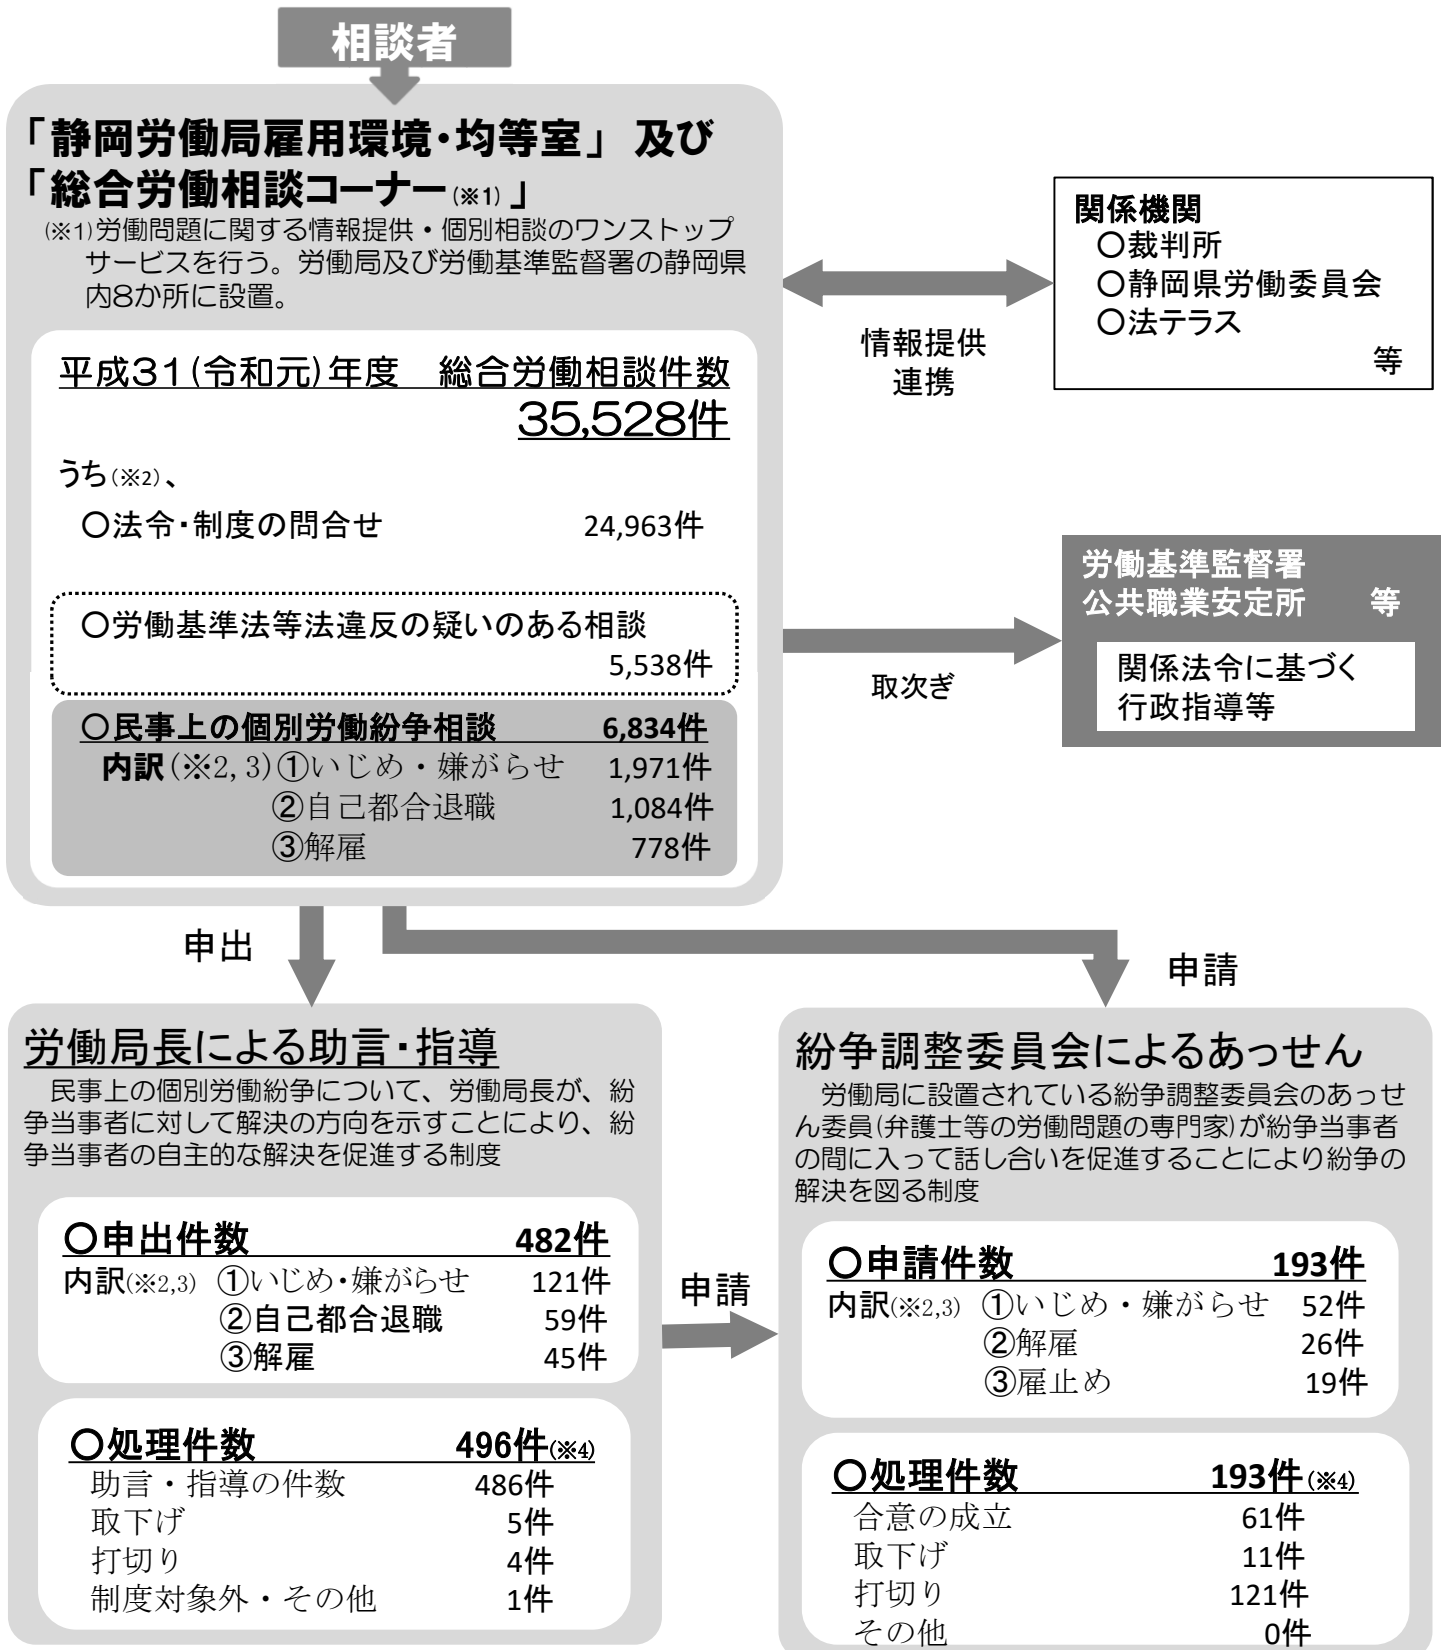 相談者
「静岡労働局雇用環境・均等室」 及び
「総合労働相談コーナー(※1)」
(※1)労働問題に関する情報提供・個別相談のワンストップ
サービスを行う。労働局及び労働基準監督署の静岡県
内8か所に設置。
平成31(令和元)年度 総合労働相談件数
35,528件
うち(※2)、
○法令・制度の問合せ 24,963件
○労働基準法等法違反の疑いのある相談
5,538件
○民事上の個別労働紛争相談 6,834件
内訳(※2,3)①いじめ・嫌がらせ 1,971件
②自己都合退職 1,084件
③解雇 778件
関係機関
○裁判所
○静岡県労働委員会
○法テラス
等
情報提供
連携
労働基準監督署
公共職業安定所 等
関係法令に基づく
行政指導等
取次ぎ
申出
申請
労働局長による助言・指導
民事上の個別労働紛争について、労働局長が、紛
争当事者に対して解決の方向を示すことにより、紛
争当事者の自主的な解決を促進する制度
○申出件数 482件
内訳(※2,3) ①いじめ・嫌がらせ 121件
②自己都合退職 59件
③解雇 45件
○処理件数 496件(※4)
助言・指導の件数 486件
取下げ 5件
打切り 4件
制度対象外・その他 1件
申請
紛争調整委員会によるあっせん
労働局に設置されている紛争調整委員会のあっせ
ん委員(弁護士等の労働問題の専門家)が紛争当事者
の間に入って話し合いを促進することにより紛争の
解決を図る制度
○申請件数 193件
内訳(※2,3) ①いじめ・嫌がらせ 52件
②解雇 26件
③雇止め 19件
○処理件数 193件(※4)
合意の成立 61件
取下げ 11件
打切り 121件
その他 0件